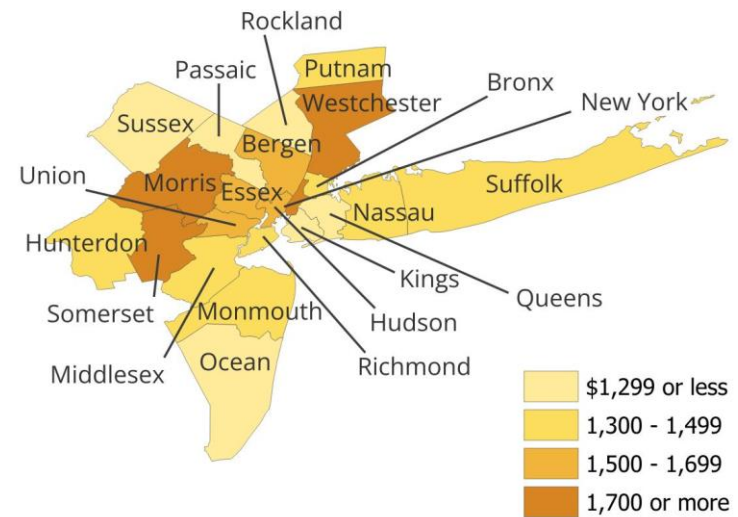 Rockland
Passaic
Putnam
Bronx
Westchester
New York
Sussex
Bergen
Union
Morris
Essex
Suffolk
Nassau
Hunterdon
Kings
Queens
Somerset
Monmouth
Hudson
Middlesex
Ocean
Richmond
$1,299 or less
1,300 - 1,499
1,500 - 1,699
1,700 or more